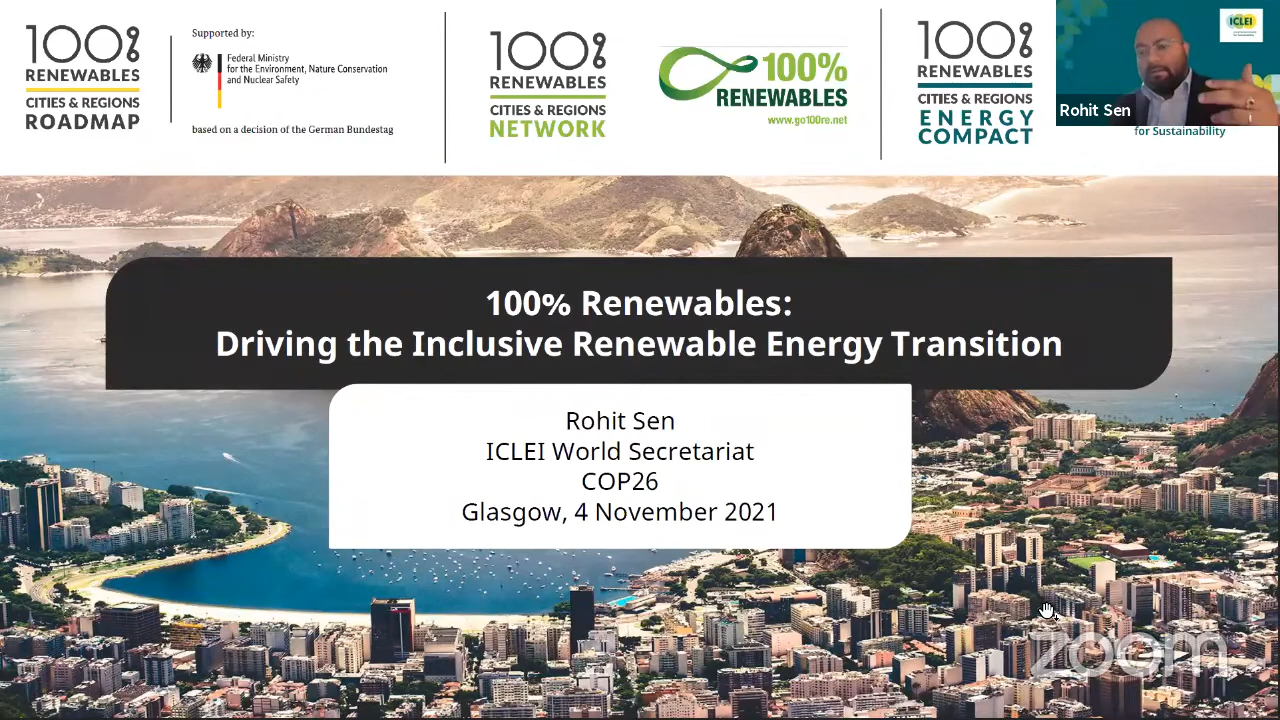 100%
RENEWABLES
CITIES & REGIONS
ROADMAP
Supported by:
Federal Ministry
for the Environment, Nature Conservation
and Nuclear Safety
based on a decision of the German Bundestag
100%
RENEWABLES
CITIES & REGIONS
NETWORK
100%
RENEWABLES
www.go100re.net
100%
RENEWABLES
CITIES & REGIONS
ENERGY
COMPACT
ICLEI
Rohit Sen
for Sustainability
100% Renewables:
Driving the Inclusive Renewable Energy Transition
Rohit Sen
ICLEI World Secretariat
COP26
Glasgow, 4 November 2021
zoom